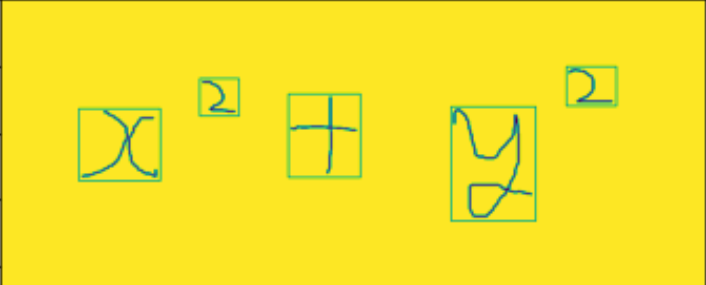 x² + y²